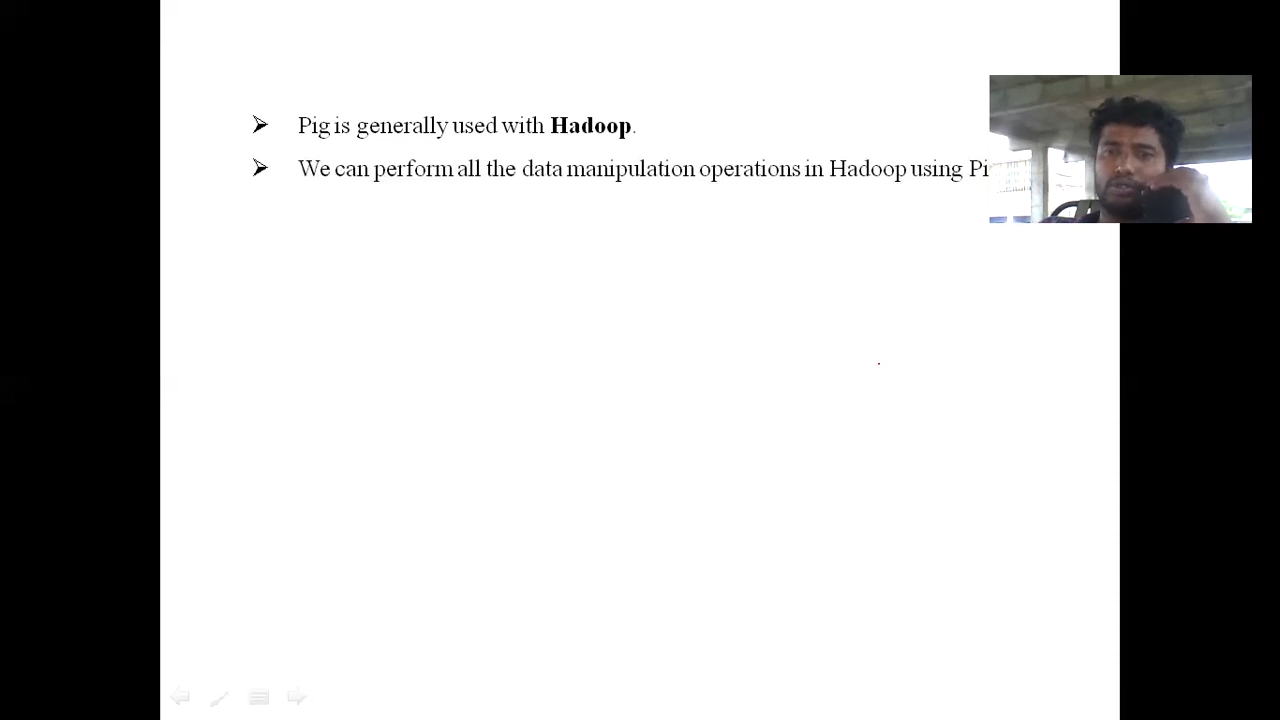 Pig is generally used with Hadoop.
We can perform all the data manipulation operations in Hadoop using Pi